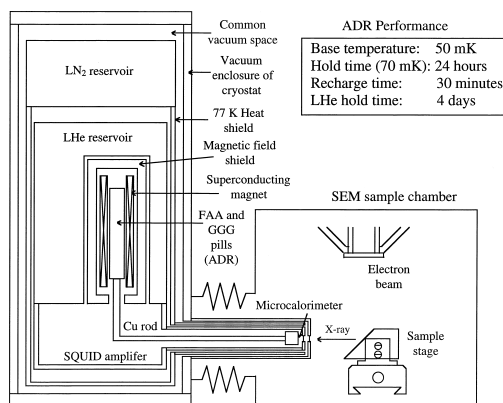 Common
vacuum space
LN2 reservoir
Vacuum
enclosure of
cryostat
77 K Heat
shield
LHe reservoir
Magnetic field
shield
Superconducting
magnet
FAA and
GGG
pills
(ADR)
Cu rod
SQUID amplifer
ADR Performance
Base temperature: 50 mK
Hold time (70 mK): 24 hours
Recharge time: 30 minutes
LHe hold time: 4 days
SEM sample chamber
Electron
beam
Microcalorimeter
X-ray
Sample
stage